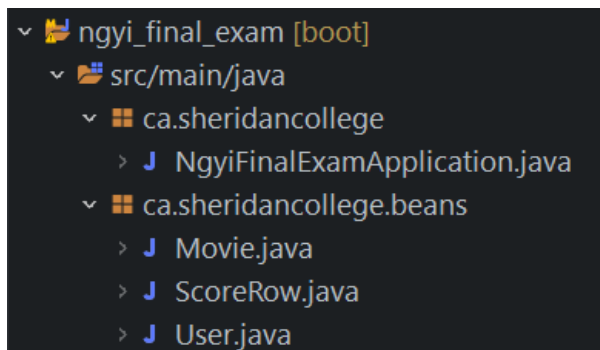 ngyi_final_exam [boot]
src/main/java
ca.sheridancollege
J NgyiFinalExamApplication.java
ca.sheridancollege.beans
J Movie.java
J ScoreRow.java
J User.java